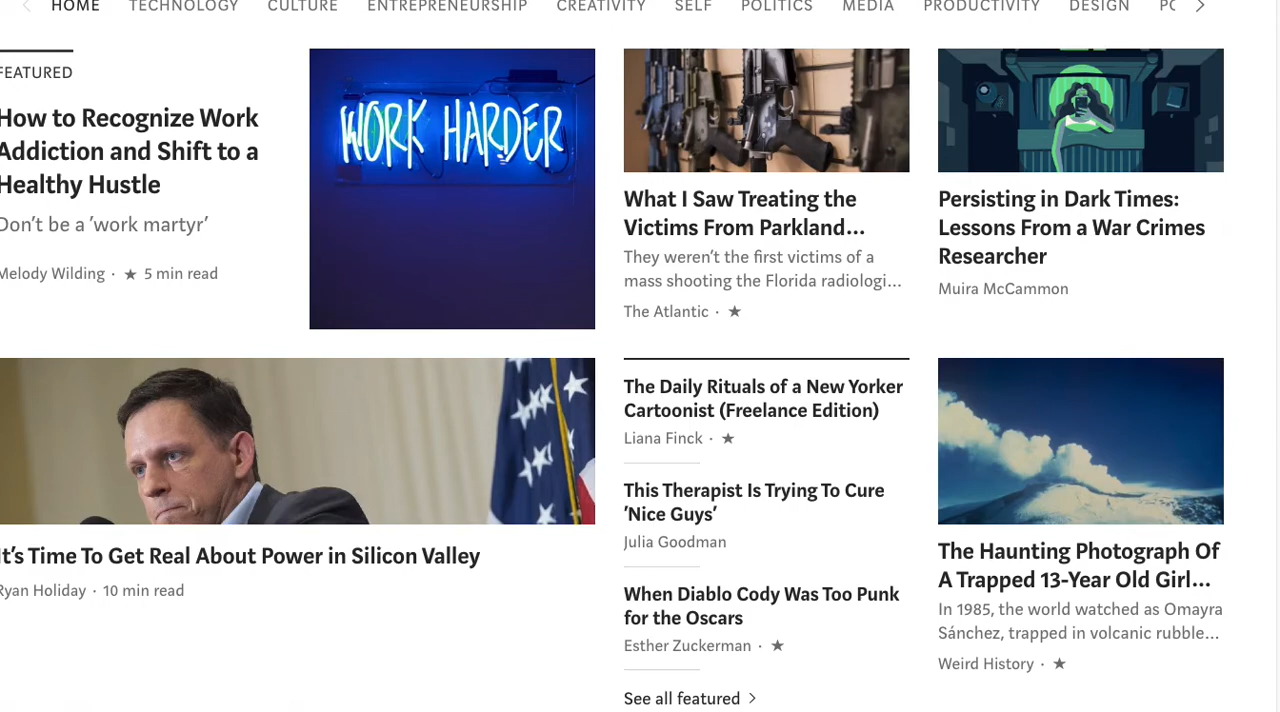 HOME TECHNOLOGY CULTURE ENTREPRENEURSHIP CREATIVITY SELF POLITICS MEDIA PRODUCTIVITY DESIGN
FEATURED
How to Recognize Work
Addiction and Shift to a
Healthy Hustle
Don't be a 'work martyr'
Melody Wilding · ★ 5 min read
WORK HARDER
What I Saw Treating the
Victims From Parkland…
They weren't the first victims of a
mass shooting the Florida radiologi…
The Atlantic · ★
Persisting in Dark Times:
Lessons From a War Crimes
Researcher
Muira McCammon
It's Time To Get Real About Power in Silicon Valley
Ryan Holiday · 10 min read
The Daily Rituals of a New Yorker
Cartoonist (Freelance Edition)
Liana Finck · ★
This Therapist Is Trying To Cure
'Nice Guys'
Julia Goodman
When Diablo Cody Was Too Punk
for the Oscars
Esther Zuckerman · ★
See all featured >
The Haunting Photograph Of
A Trapped 13-Year Old Girl…
In 1985, the world watched as Omayra
Sánchez, trapped in volcanic rubble…
Weird History · ★